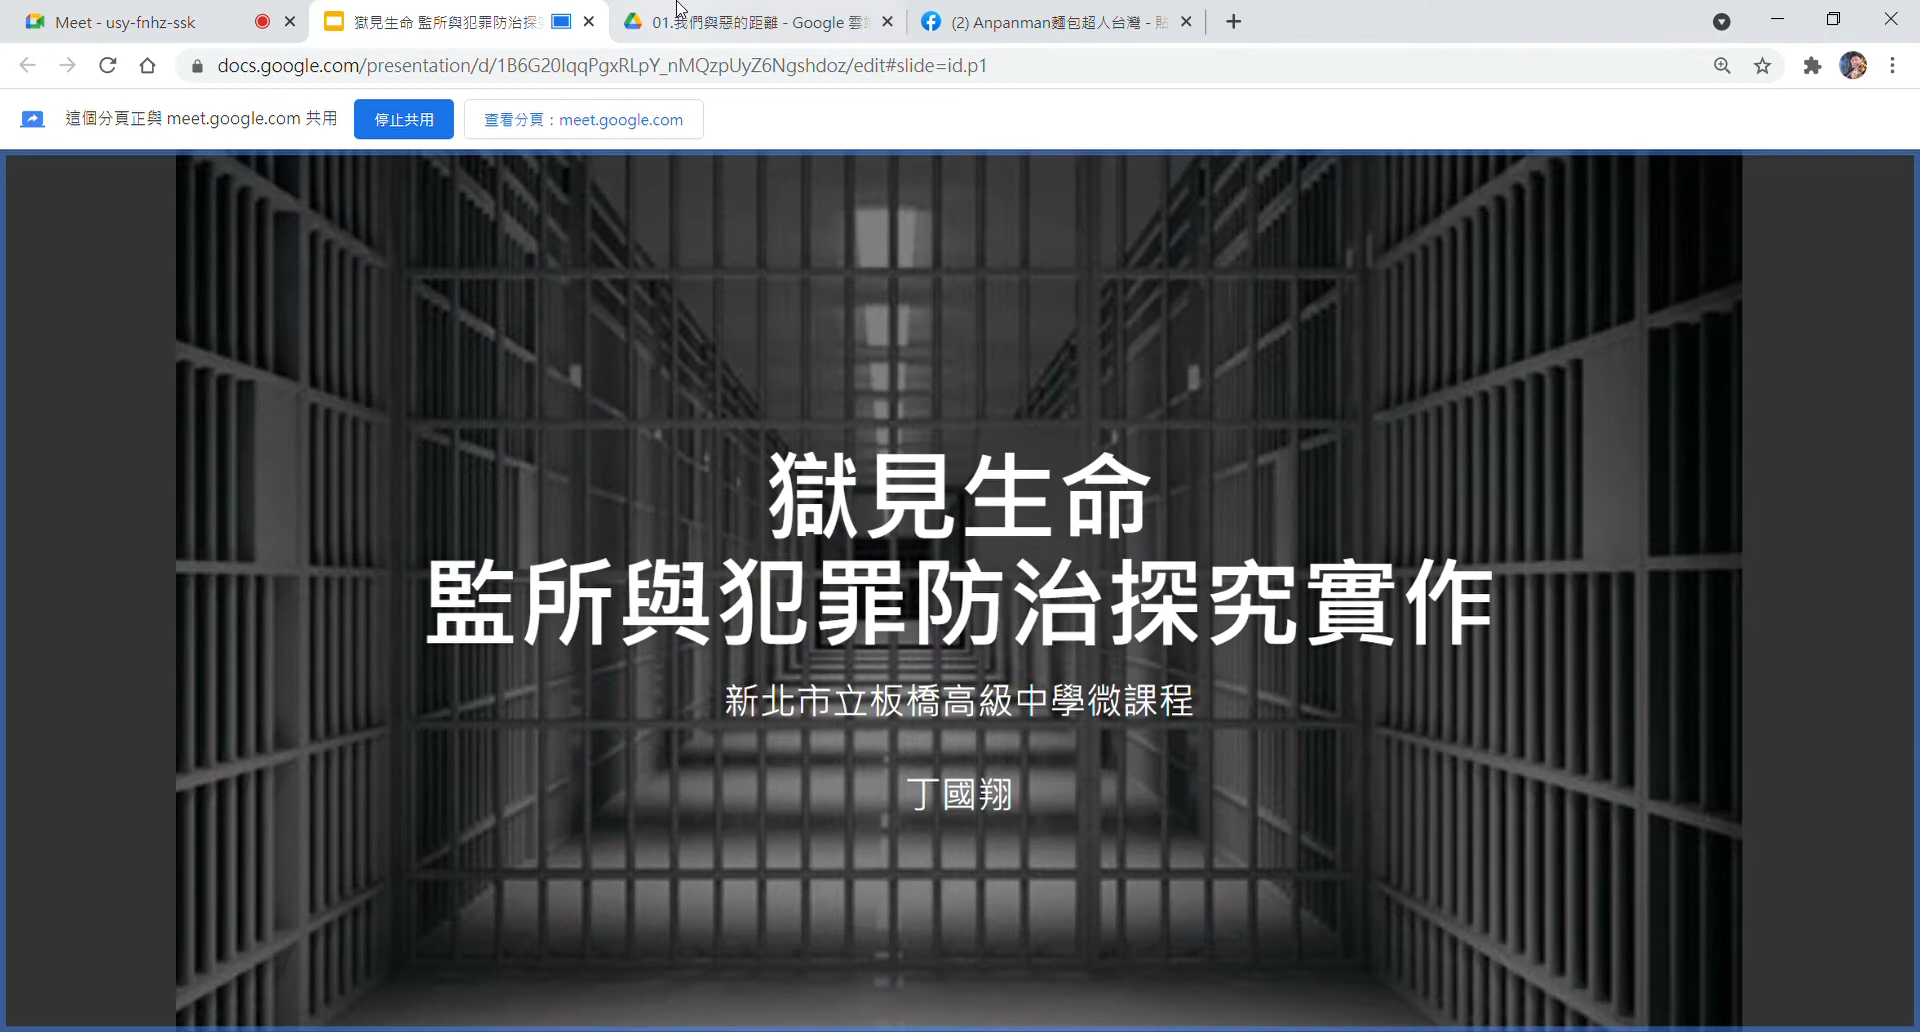 Meet - usy-fnhz-ssk
獄見生命 監所與犯罪防治探
01.我們與惡的距離 - Google 雲
(2) Anpanman麵包超人台灣 - 貼
docs.google.com/presentation/d/1B6G20IqqPgxRLpY_nMQzpUyZ6Ngshdoz/edit#slide=id.p1
這個分頁正與 meet.google.com 共用
停止共用
查看分頁：meet.google.com
獄見生命
監所與犯罪防治探究實作
新北市立板橋高級中學微課程
丁國翔